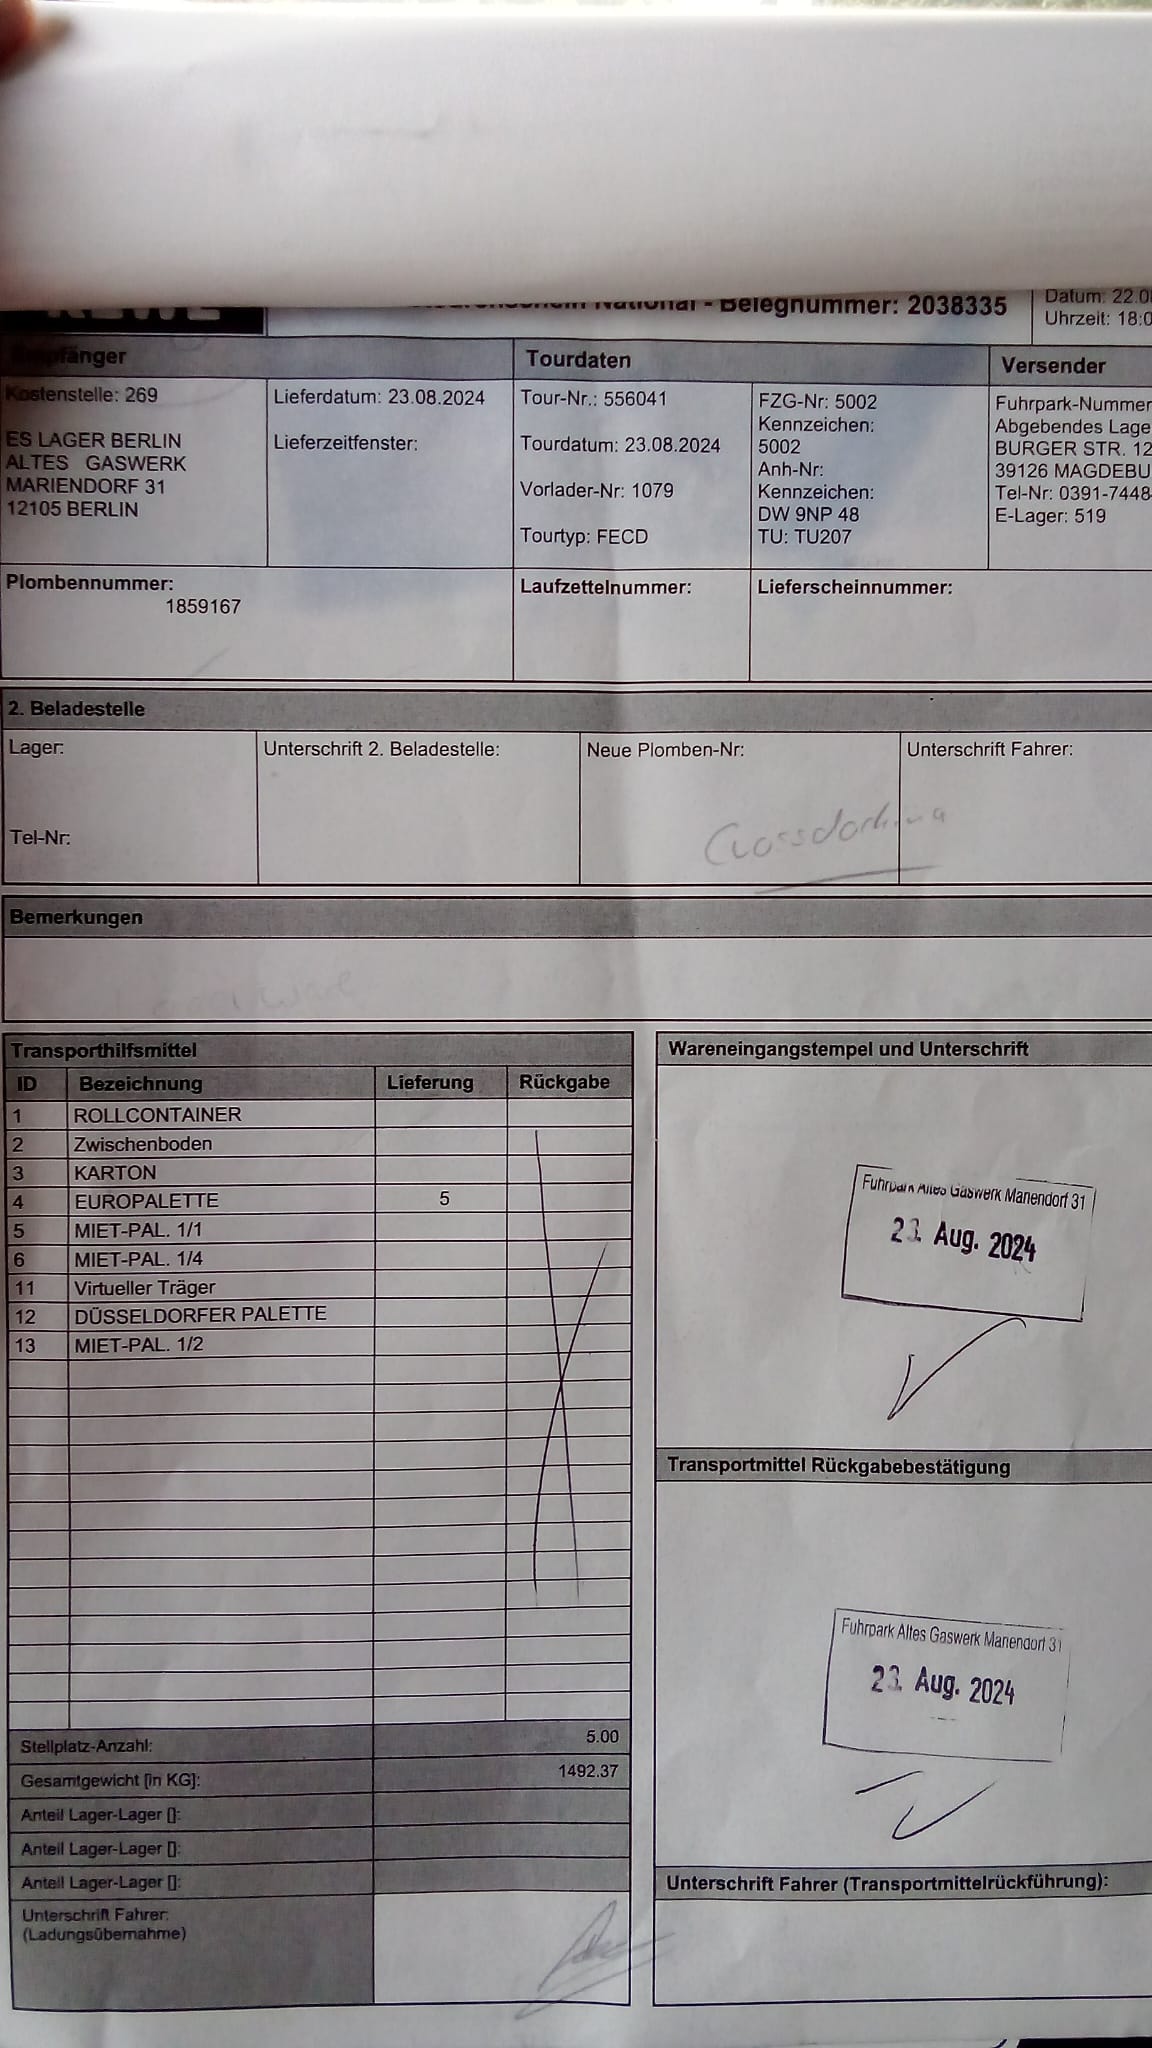 National - Belegnummer: 2038335
Datum: 22.0
Uhrzeit: 18:0
Empfänger
Tourdaten
Versender
Kostenstelle: 269
ES LAGER BERLIN
ALTES GASWERK
MARIENDORF 31
12105 BERLIN
Lieferdatum: 23.08.2024
Lieferzeitfenster:
Tour-Nr.: 556041
Tourdatum: 23.08.2024
Vorlader-Nr: 1079
Tourtyp: FECD
FZG-Nr: 5002
Kennzeichen:
5002
Anh-Nr:
Kennzeichen:
DW 9NP 48
TU: TU207
Fuhrpark-Nummer
Abgebendes Lage
BURGER STR. 12
39126 MAGDEBU
Tel-Nr: 0391-7448
E-Lager: 519
Plombennummer:
1859167
Laufzettelnummer:
Lieferscheinnummer:
2. Beladestelle
Lager:
Tel-Nr:
Unterschrift 2. Beladestelle:
Neue Plomben-Nr:
Unterschrift Fahrer:
Bemerkungen
Transporthilfsmittel
ID Bezeichnung Lieferung Rückgabe
1 ROLLCONTAINER
2 Zwischenboden
3 KARTON
4 EUROPALETTE 5
5 MIET-PAL. 1/1
6 MIET-PAL. 1/4
11 Virtueller Träger
12 DÜSSELDORFER PALETTE
13 MIET-PAL. 1/2
Stellplatz-Anzahl: 5.00
Gesamtgewicht [in KG]: 1492.37
Anteil Lager-Lager []:
Anteil Lager-Lager []:
Anteil Lager-Lager []:
Unterschrift Fahrer:
(Ladungsübernahme)
Wareneingangstempel und Unterschrift
Fuhrpark Altes Gaswerk Mariendorf 31
23. Aug. 2024
Transportmittel Rückgabebestätigung
Fuhrpark Altes Gaswerk Mariendorf 31
23. Aug. 2024
Unterschrift Fahrer (Transportmittelrückführung):